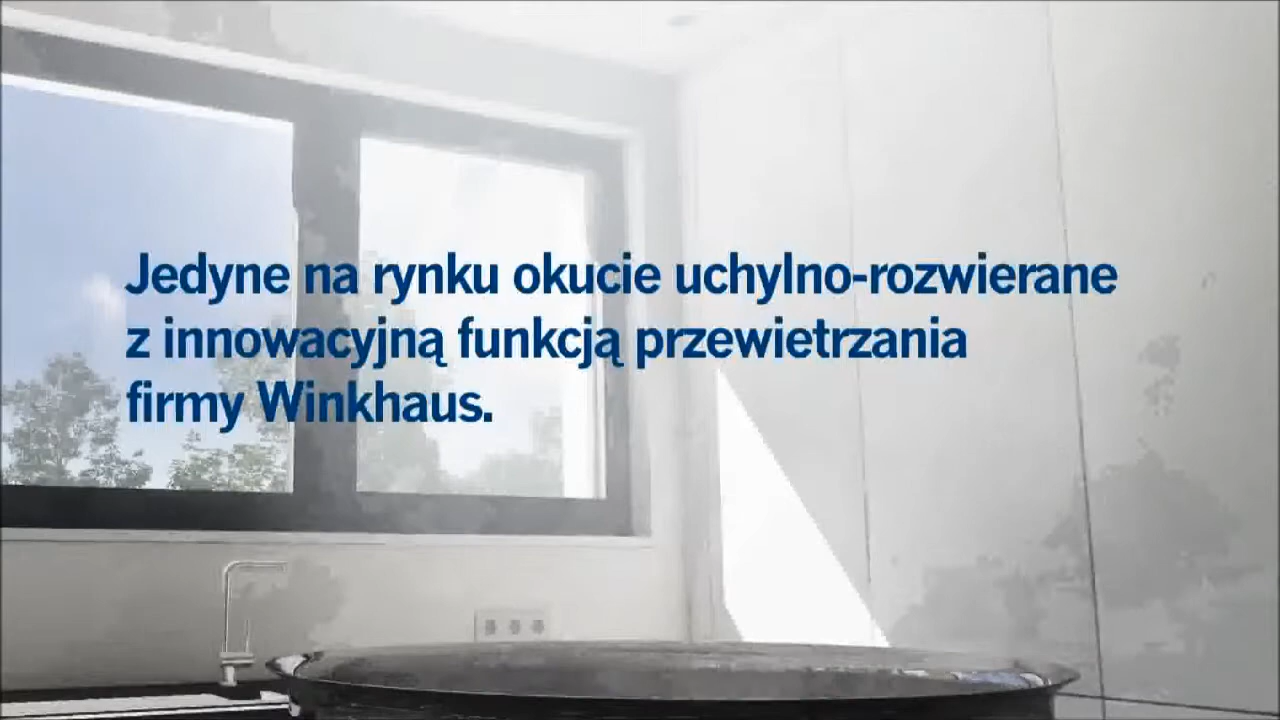 Jedyne na rynku okucie uchylno-rozwierane
z innowacyjną funkcją przewietrzania
firmy Winkhaus.